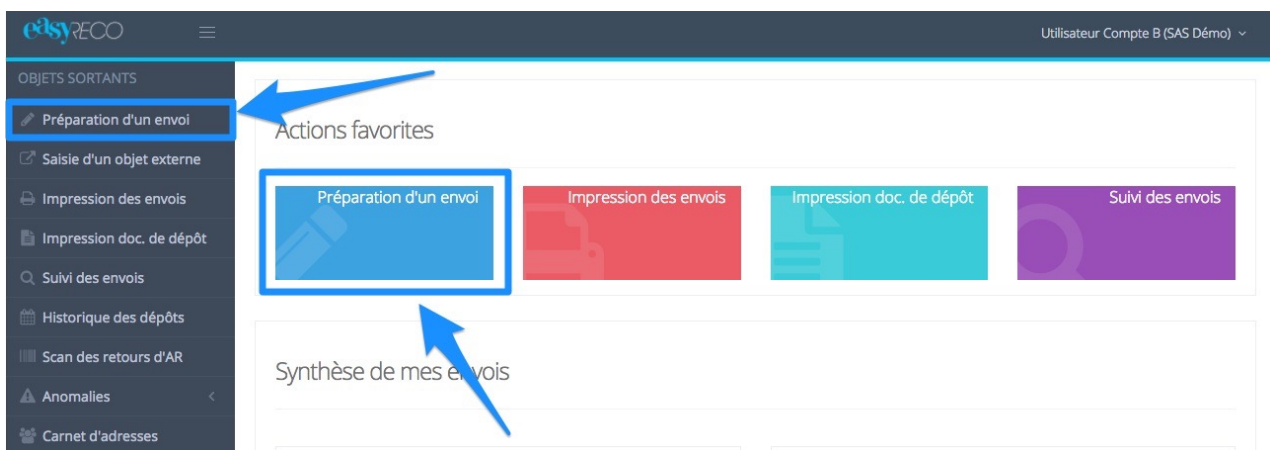 easyRECO
Utilisateur Compte B (SAS Démo)
OBJETS SORTANTS
Préparation d'un envoi
Saisie d'un objet externe
Impression des envois
Impression doc. de dépôt
Suivi des envois
Historique des dépôts
Scan des retours d'AR
Anomalies
Carnet d'adresses
Actions favorites
Préparation d'un envoi
Impression des envois
Impression doc. de dépôt
Suivi des envois
Synthèse de mes envois